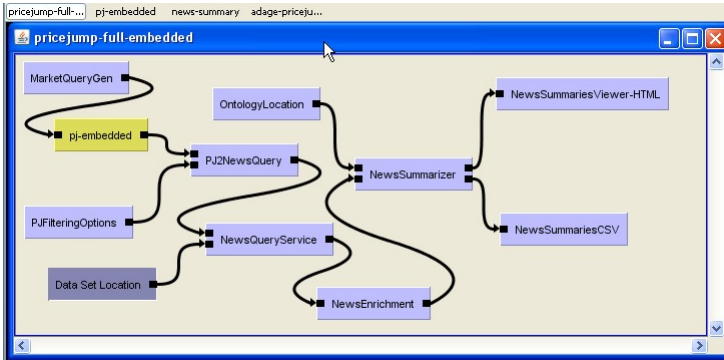 pricejump-full-... pj-embedded news-summary adage-priceju...
pricejump-full-embedded
MarketQueryGen
NewsSummariesViewer-HTML
OntologyLocation
pj-embedded
PJ2NewsQuery
NewsSummarizer
PJFilteringOptions
NewsSummariesCSV
NewsQueryService
Data Set Location
NewsEnrichment